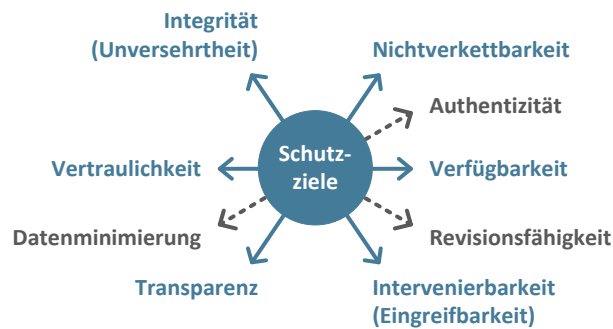 Integrität
(Unversehrtheit)
Nichtverkettbarkeit
Authentizität
Schutz-
ziele
Vertraulichkeit
Verfügbarkeit
Datenminimierung
Revisionsfähigkeit
Transparenz
Intervenierbarkeit
(Eingreifbarkeit)